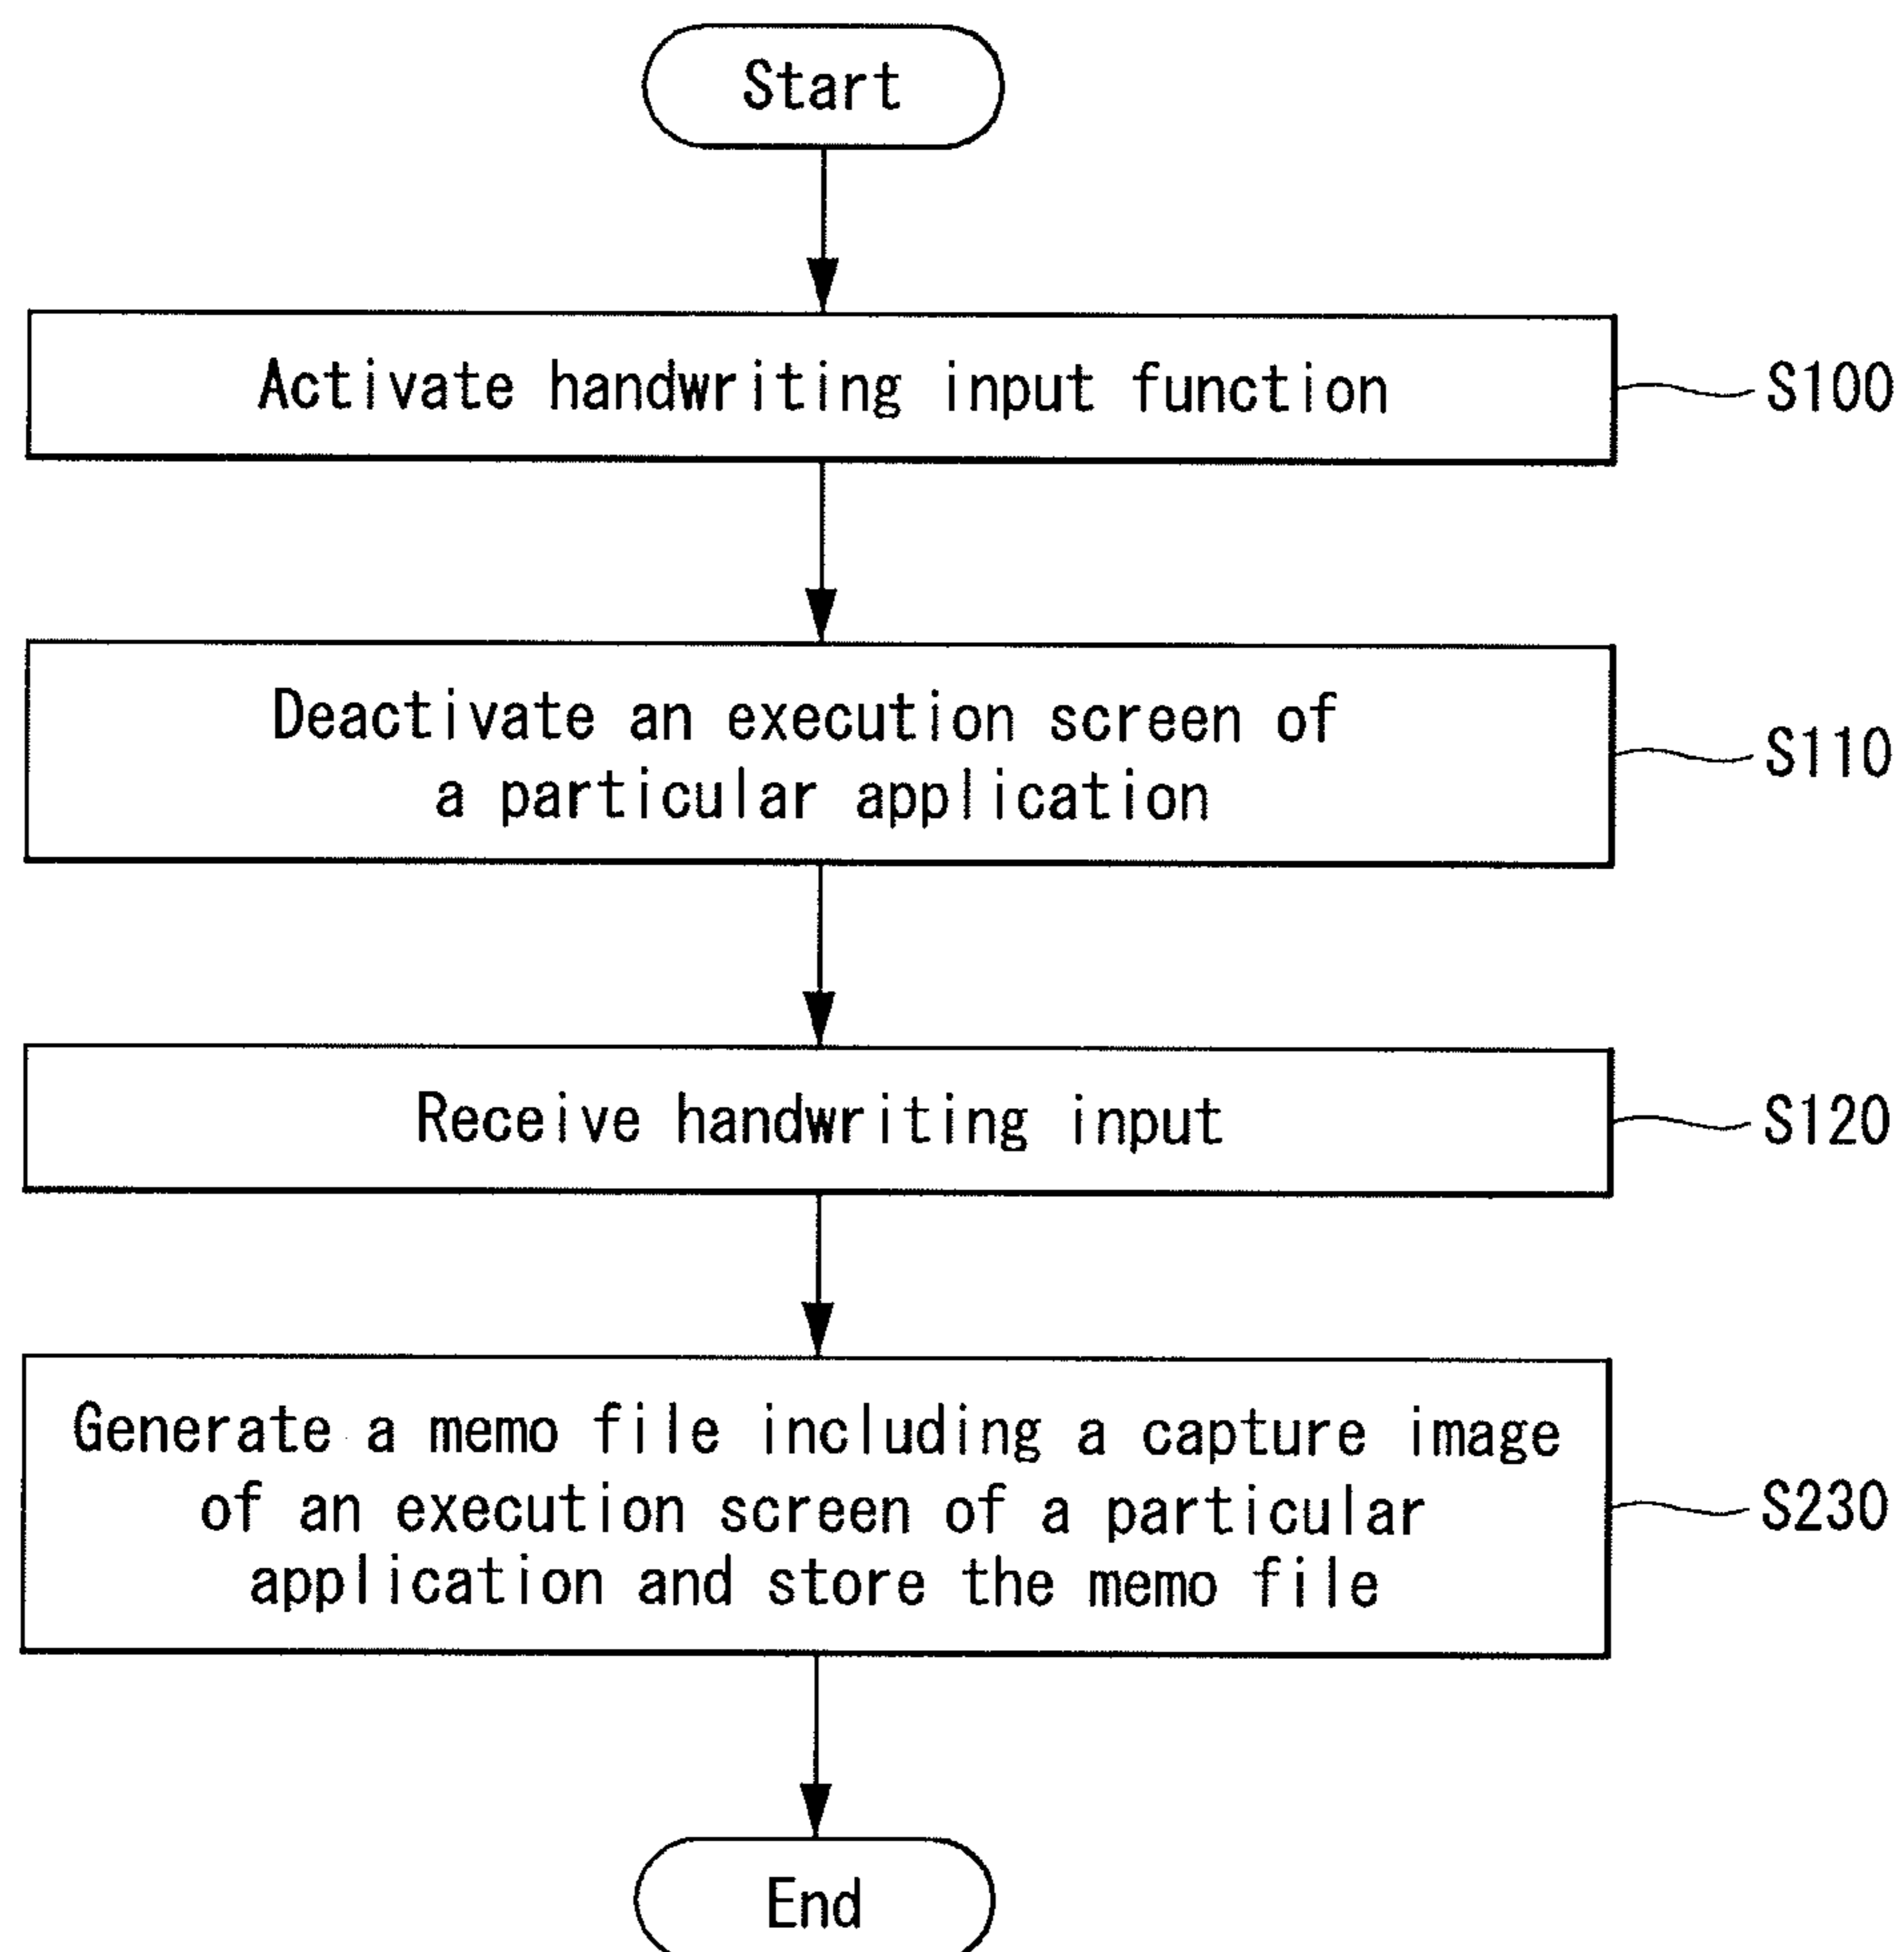 Start
Activate handwriting input function
S100
Deactivate an execution screen of
a particular application
S110
Receive handwriting input
S120
Generate a memo file including a capture image
of an execution screen of a particular
application and store the memo file
S230
End